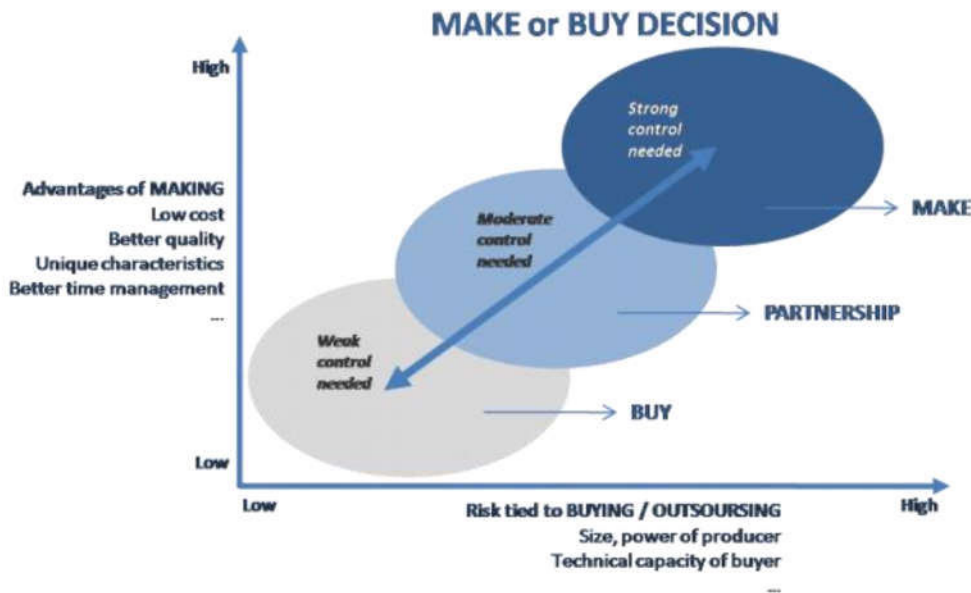 MAKE or BUY DECISION
High
Strong
control
needed
Advantages of MAKING
Low cost
Better quality
Unique characteristics
Better time management
...
MAKE
Moderate
control
needed
PARTNERSHIP
Weak
control
needed
BUY
Low
Low
Risk tied to BUYING / OUTSOURSING
High
Size, power of producer
Technical capacity of buyer
...